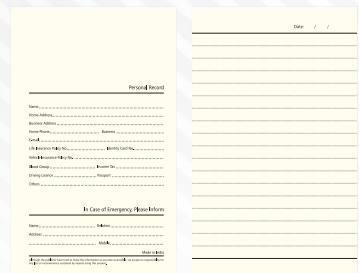 Personal Record
Name
Home Address
Business Address
Home Phone Business
E-mail
Life Insurance Policy No. Identity Card No.
Vehicle Insurance Policy No.
Blood Group Income Tax
Driving Licence Passport
Others
In Case of Emergency, Please Inform
Name Relation
Address
Mobile
Made in India
Date: / /